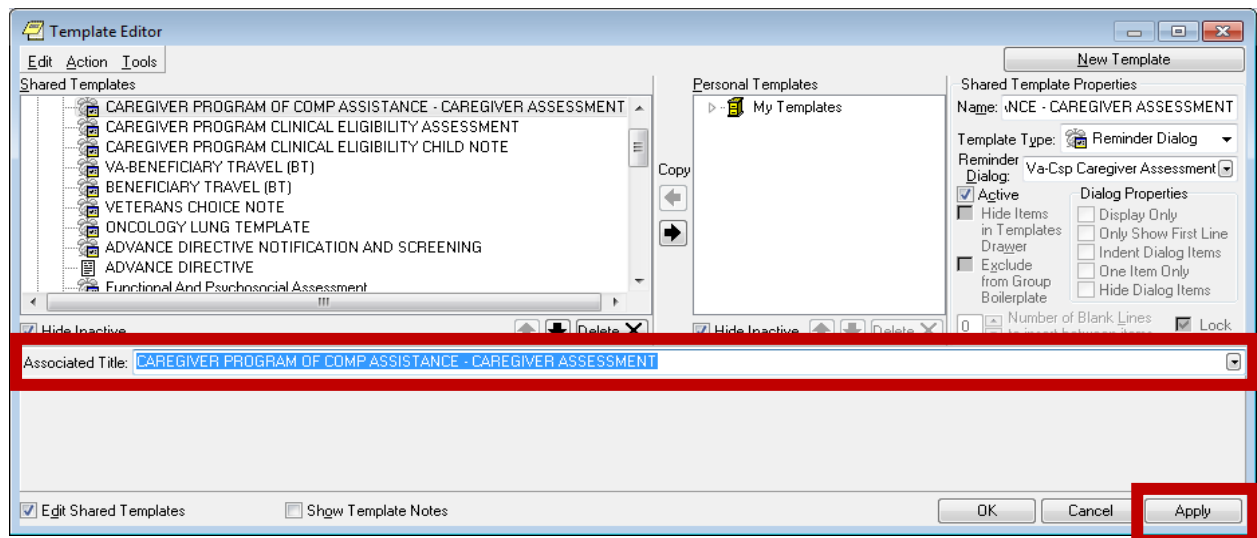 Template Editor
Edit Action Tools
New Template
Shared Templates
CAREGIVER PROGRAM OF COMP ASSISTANCE - CAREGIVER ASSESSMENT
CAREGIVER PROGRAM CLINICAL ELIGIBILITY ASSESSMENT
CAREGIVER PROGRAM CLINICAL ELIGIBILITY CHILD NOTE
VA-BENEFICIARY TRAVEL (BT)
BENEFICIARY TRAVEL (BT)
VETERANS CHOICE NOTE
ONCOLOGY LUNG TEMPLATE
ADVANCE DIRECTIVE NOTIFICATION AND SCREENING
ADVANCE DIRECTIVE
Functional And Psychosocial Assessment
Hide Inactive
Delete
Copy
Personal Templates
My Templates
Hide Inactive
Delete
Shared Template Properties
Name: NCE - CAREGIVER ASSESSMENT
Template Type: Reminder Dialog
Reminder
Dialog: Va-Csp Caregiver Assessment
Active
Hide Items
in Templates
Drawer
Exclude
from Group
Boilerplate
Dialog Properties
Display Only
Only Show First Line
Indent Dialog Items
One Item Only
Hide Dialog Items
0 Number of Blank Lines
to insert between items
Lock
Associated Title: CAREGIVER PROGRAM OF COMP ASSISTANCE - CAREGIVER ASSESSMENT
Edit Shared Templates
Show Template Notes
OK Cancel Apply